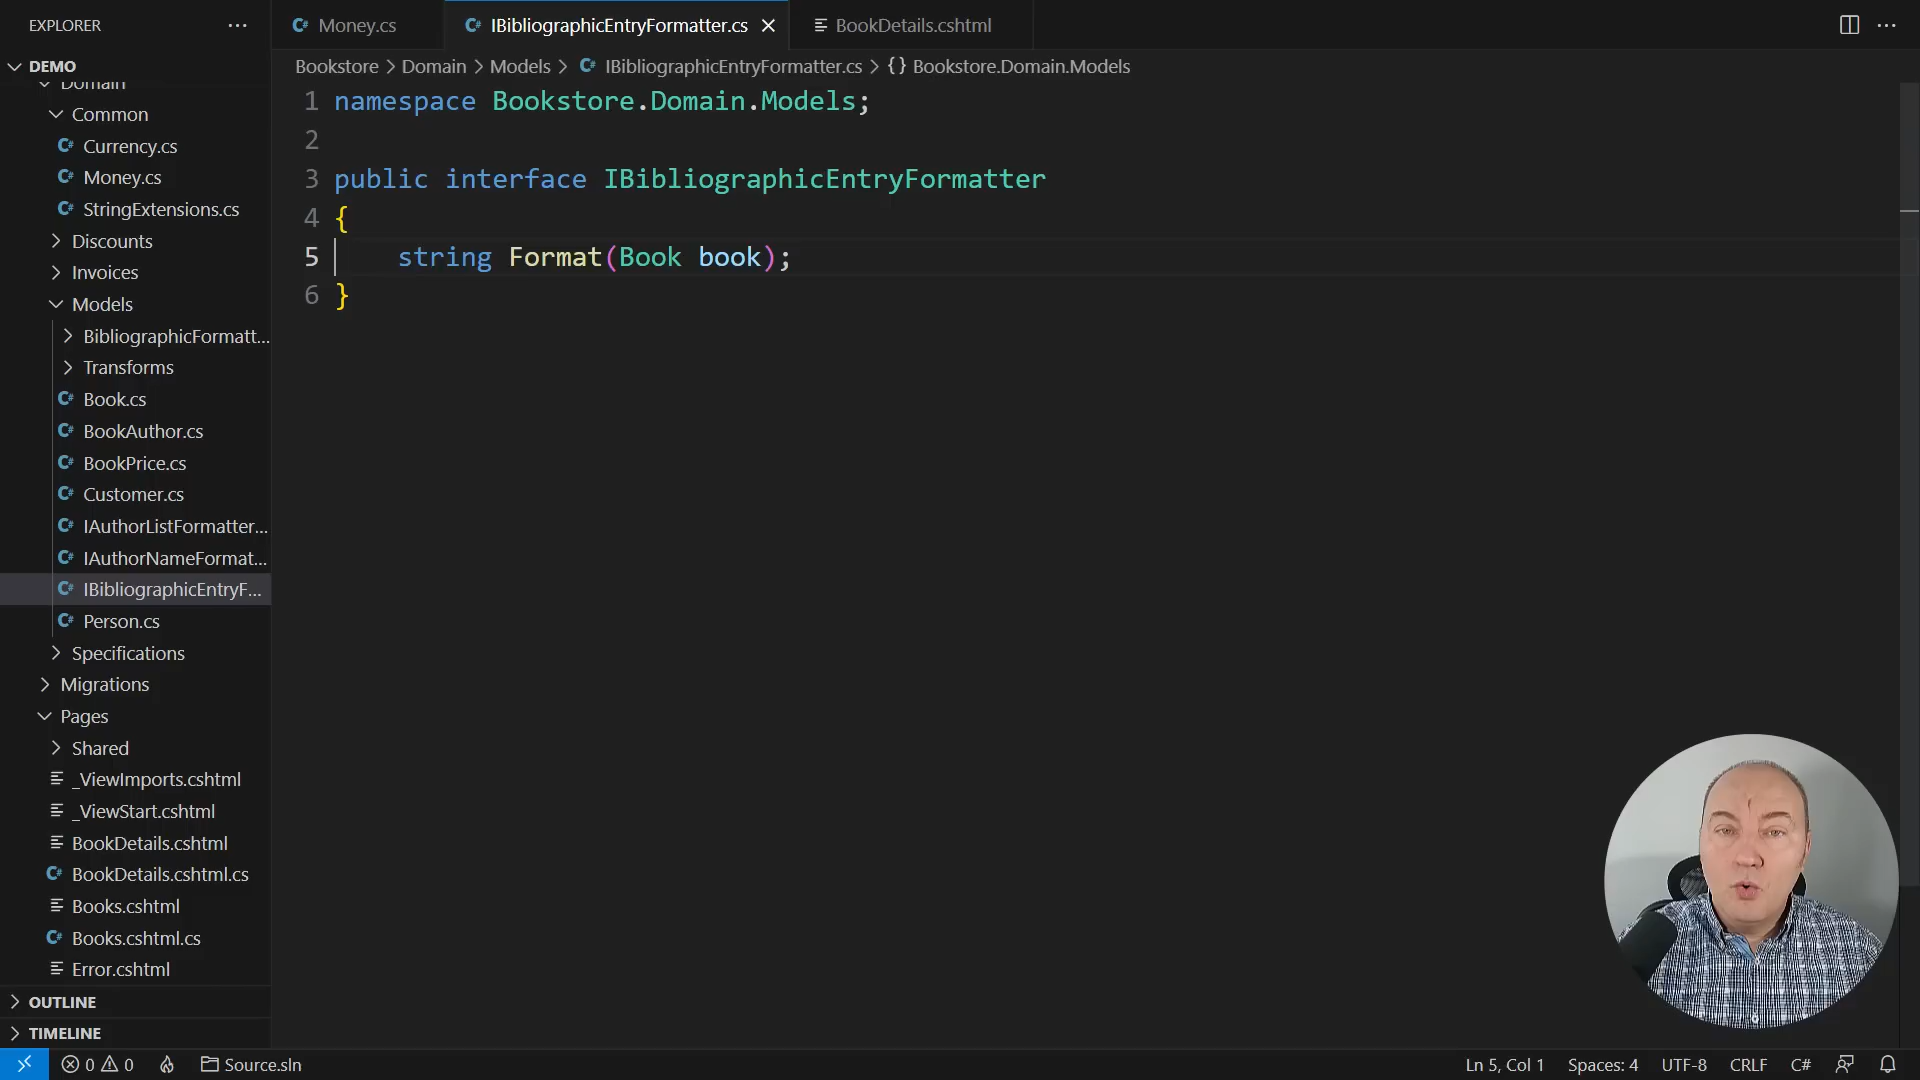 EXPLORER
DEMO
Domain
Common
C# Currency.cs
C# Money.cs
C# StringExtensions.cs
Discounts
Invoices
Models
BibliographicFormatt...
Transforms
C# Book.cs
C# BookAuthor.cs
C# BookPrice.cs
C# Customer.cs
C# IAuthorListFormatter...
C# IAuthorNameFormat...
C# IBibliographicEntryF...
C# Person.cs
Specifications
Migrations
Pages
Shared
_ViewImports.cshtml
_ViewStart.cshtml
BookDetails.cshtml
C# BookDetails.cshtml.cs
Books.cshtml
C# Books.cshtml.cs
Error.cshtml
OUTLINE
TIMELINE
C# Money.cs C# IBibliographicEntryFormatter.cs BookDetails.cshtml
Bookstore > Domain > Models > C# IBibliographicEntryFormatter.cs > {} Bookstore.Domain.Models
1 namespace Bookstore.Domain.Models;
2
3 public interface IBibliographicEntryFormatter
4 {
5 string Format(Book book);
6 }
0 0 Source.sln Ln 5, Col 1 Spaces: 4 UTF-8 CRLF C#